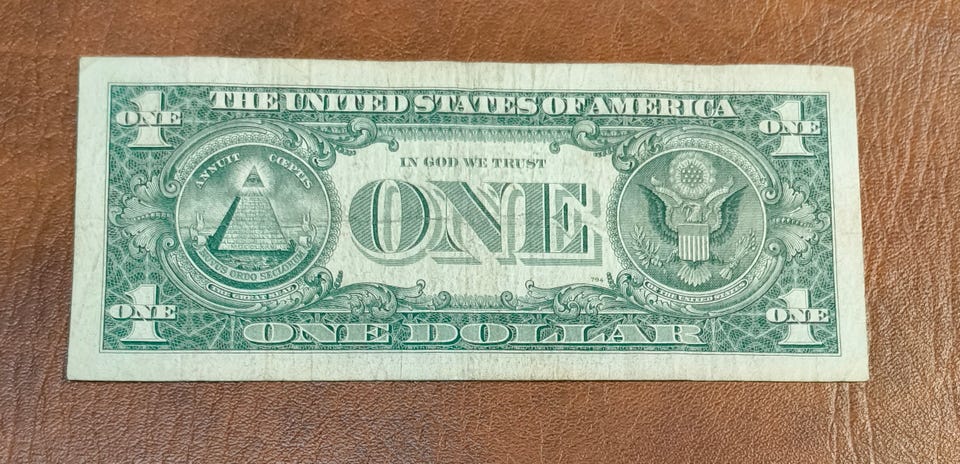 THE UNITED STATES OF AMERICA
1
ONE
1
ONE
ANNUIT CŒPTIS
IN GOD WE TRUST
ONE
NOVUS ORDO SECLORUM
THE GREAT SEAL
OF THE UNITED STATES
1
ONE
ONE DOLLAR
1
ONE